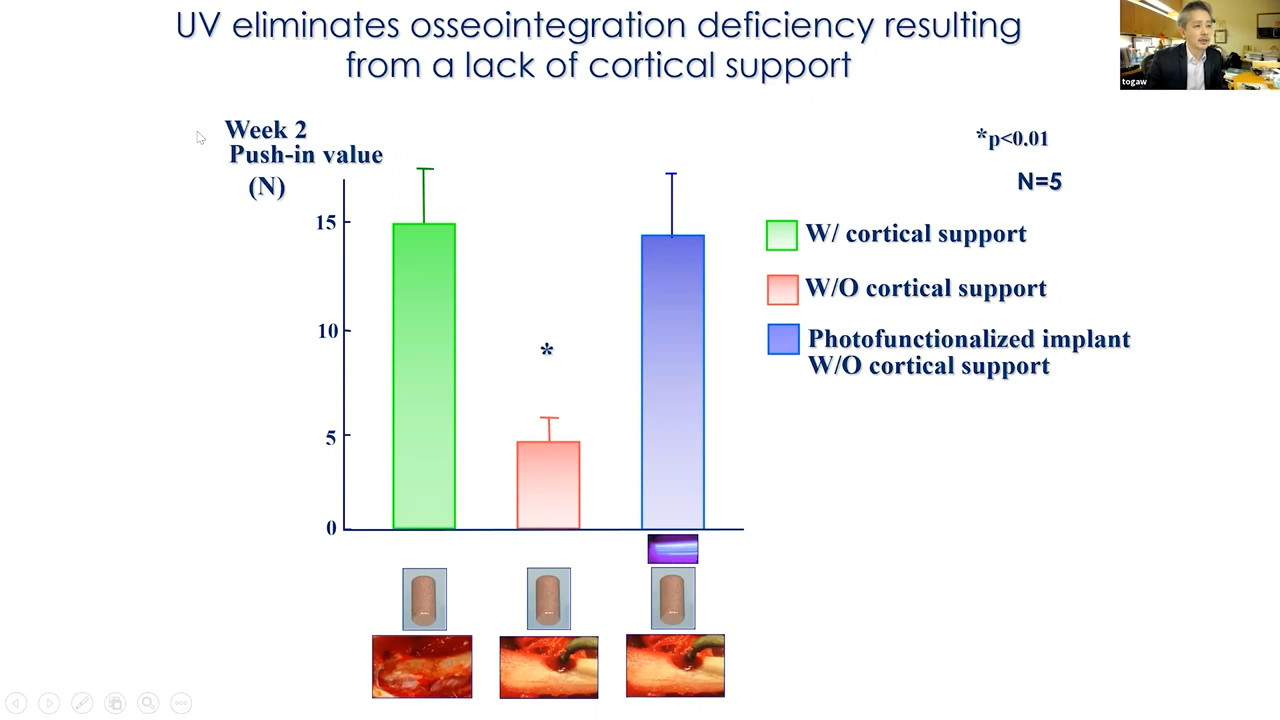 UV eliminates osseointegration deficiency resulting
from a lack of cortical support
togaw
Week 2
Push-in value
(N)
*p<0.01
N=5
15
10
5
0
*
W/ cortical support
W/O cortical support
Photofunctionalized implant
W/O cortical support